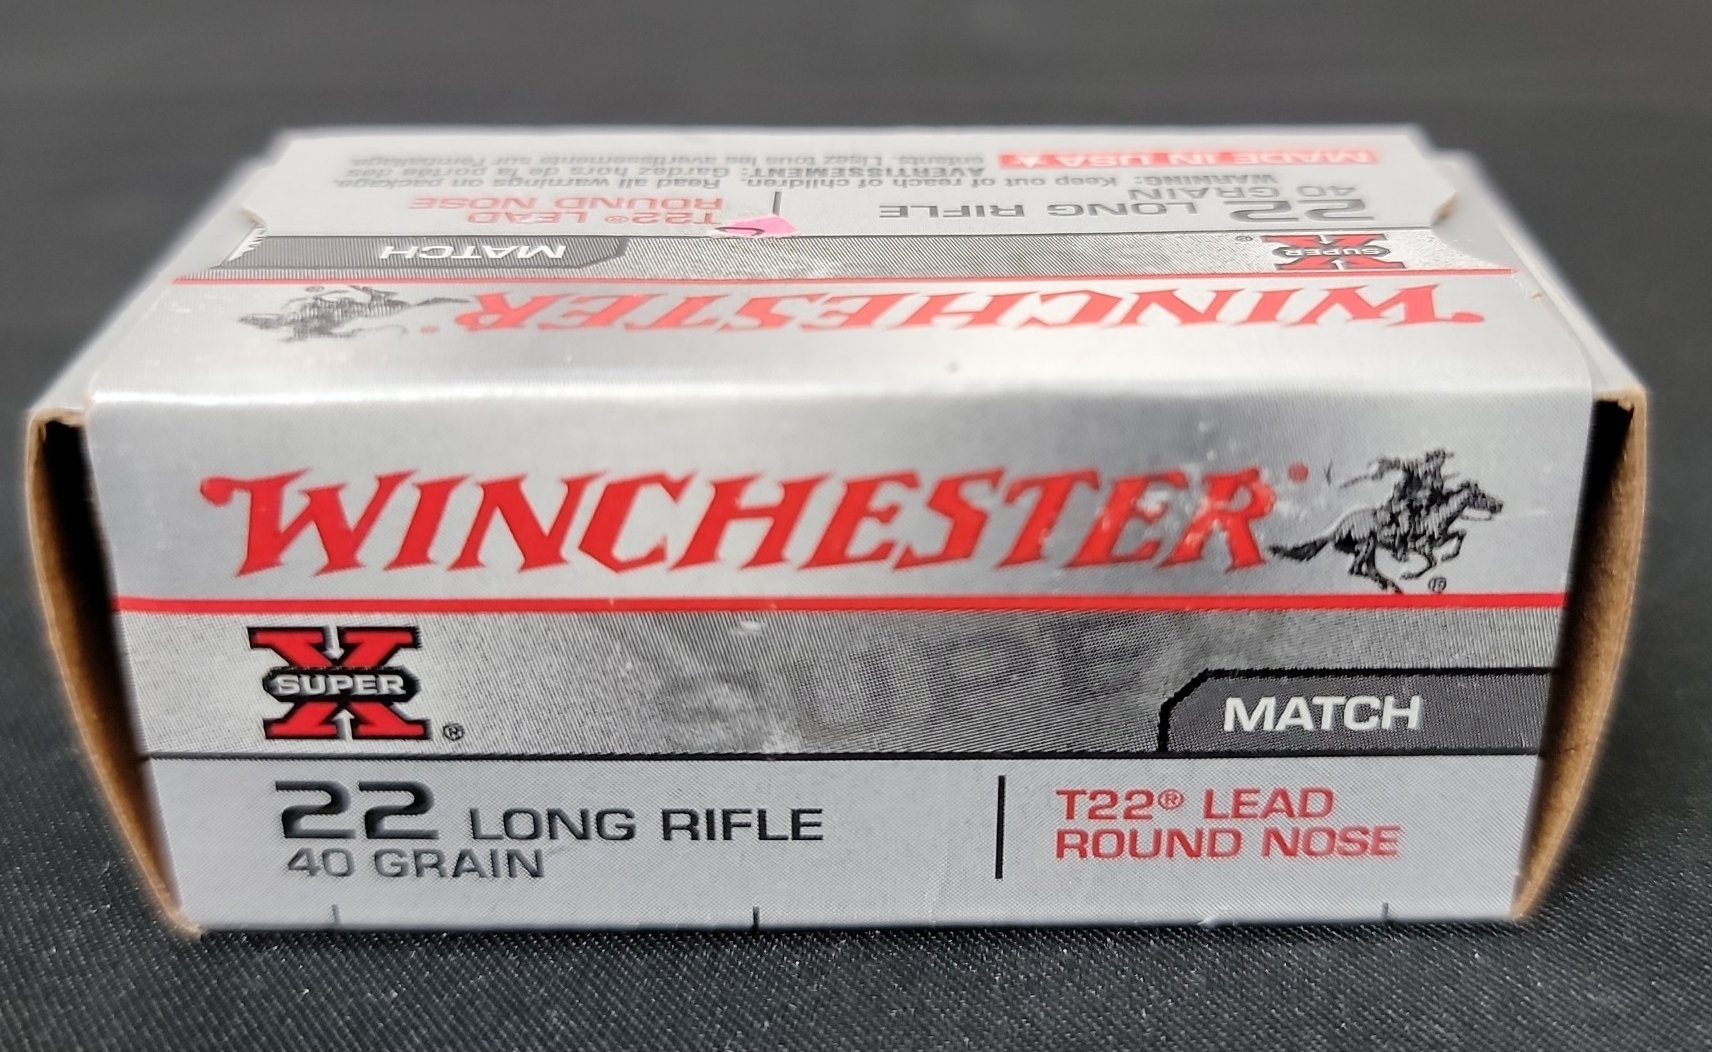 MADE IN USA
WARNING: Keep out of reach of children. Read all warnings on package.
AVERTISSEMENT: Gardez hors de la portée des
enfants. Lisez tous les avertissements sur l'emballage.
22 LONG RIFLE
40 GRAIN
T22® LEAD
ROUND NOSE
SUPER X®
MATCH
WINCHESTER®
WINCHESTER®
SUPER X®
MATCH
22 LONG RIFLE
40 GRAIN
T22® LEAD
ROUND NOSE